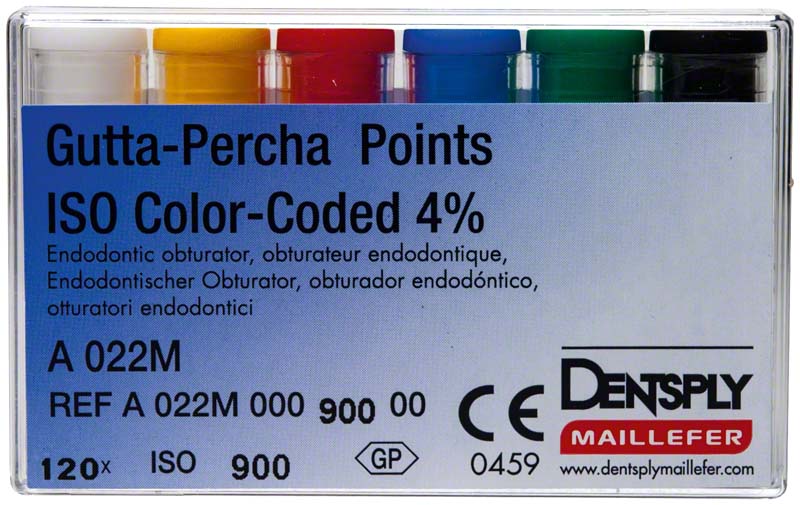 Gutta-Percha Points
ISO Color-Coded 4%
Endodontic obturator, obturateur endodontique,
Endodontischer Obturator, obturador endodóntico,
otturatori endodontici
A 022M
REF A 022M 000 900 00
120x ISO 900 GP
CE
0459
DENTSPLY
MAILLEFER
www.dentsplymaillefer.com